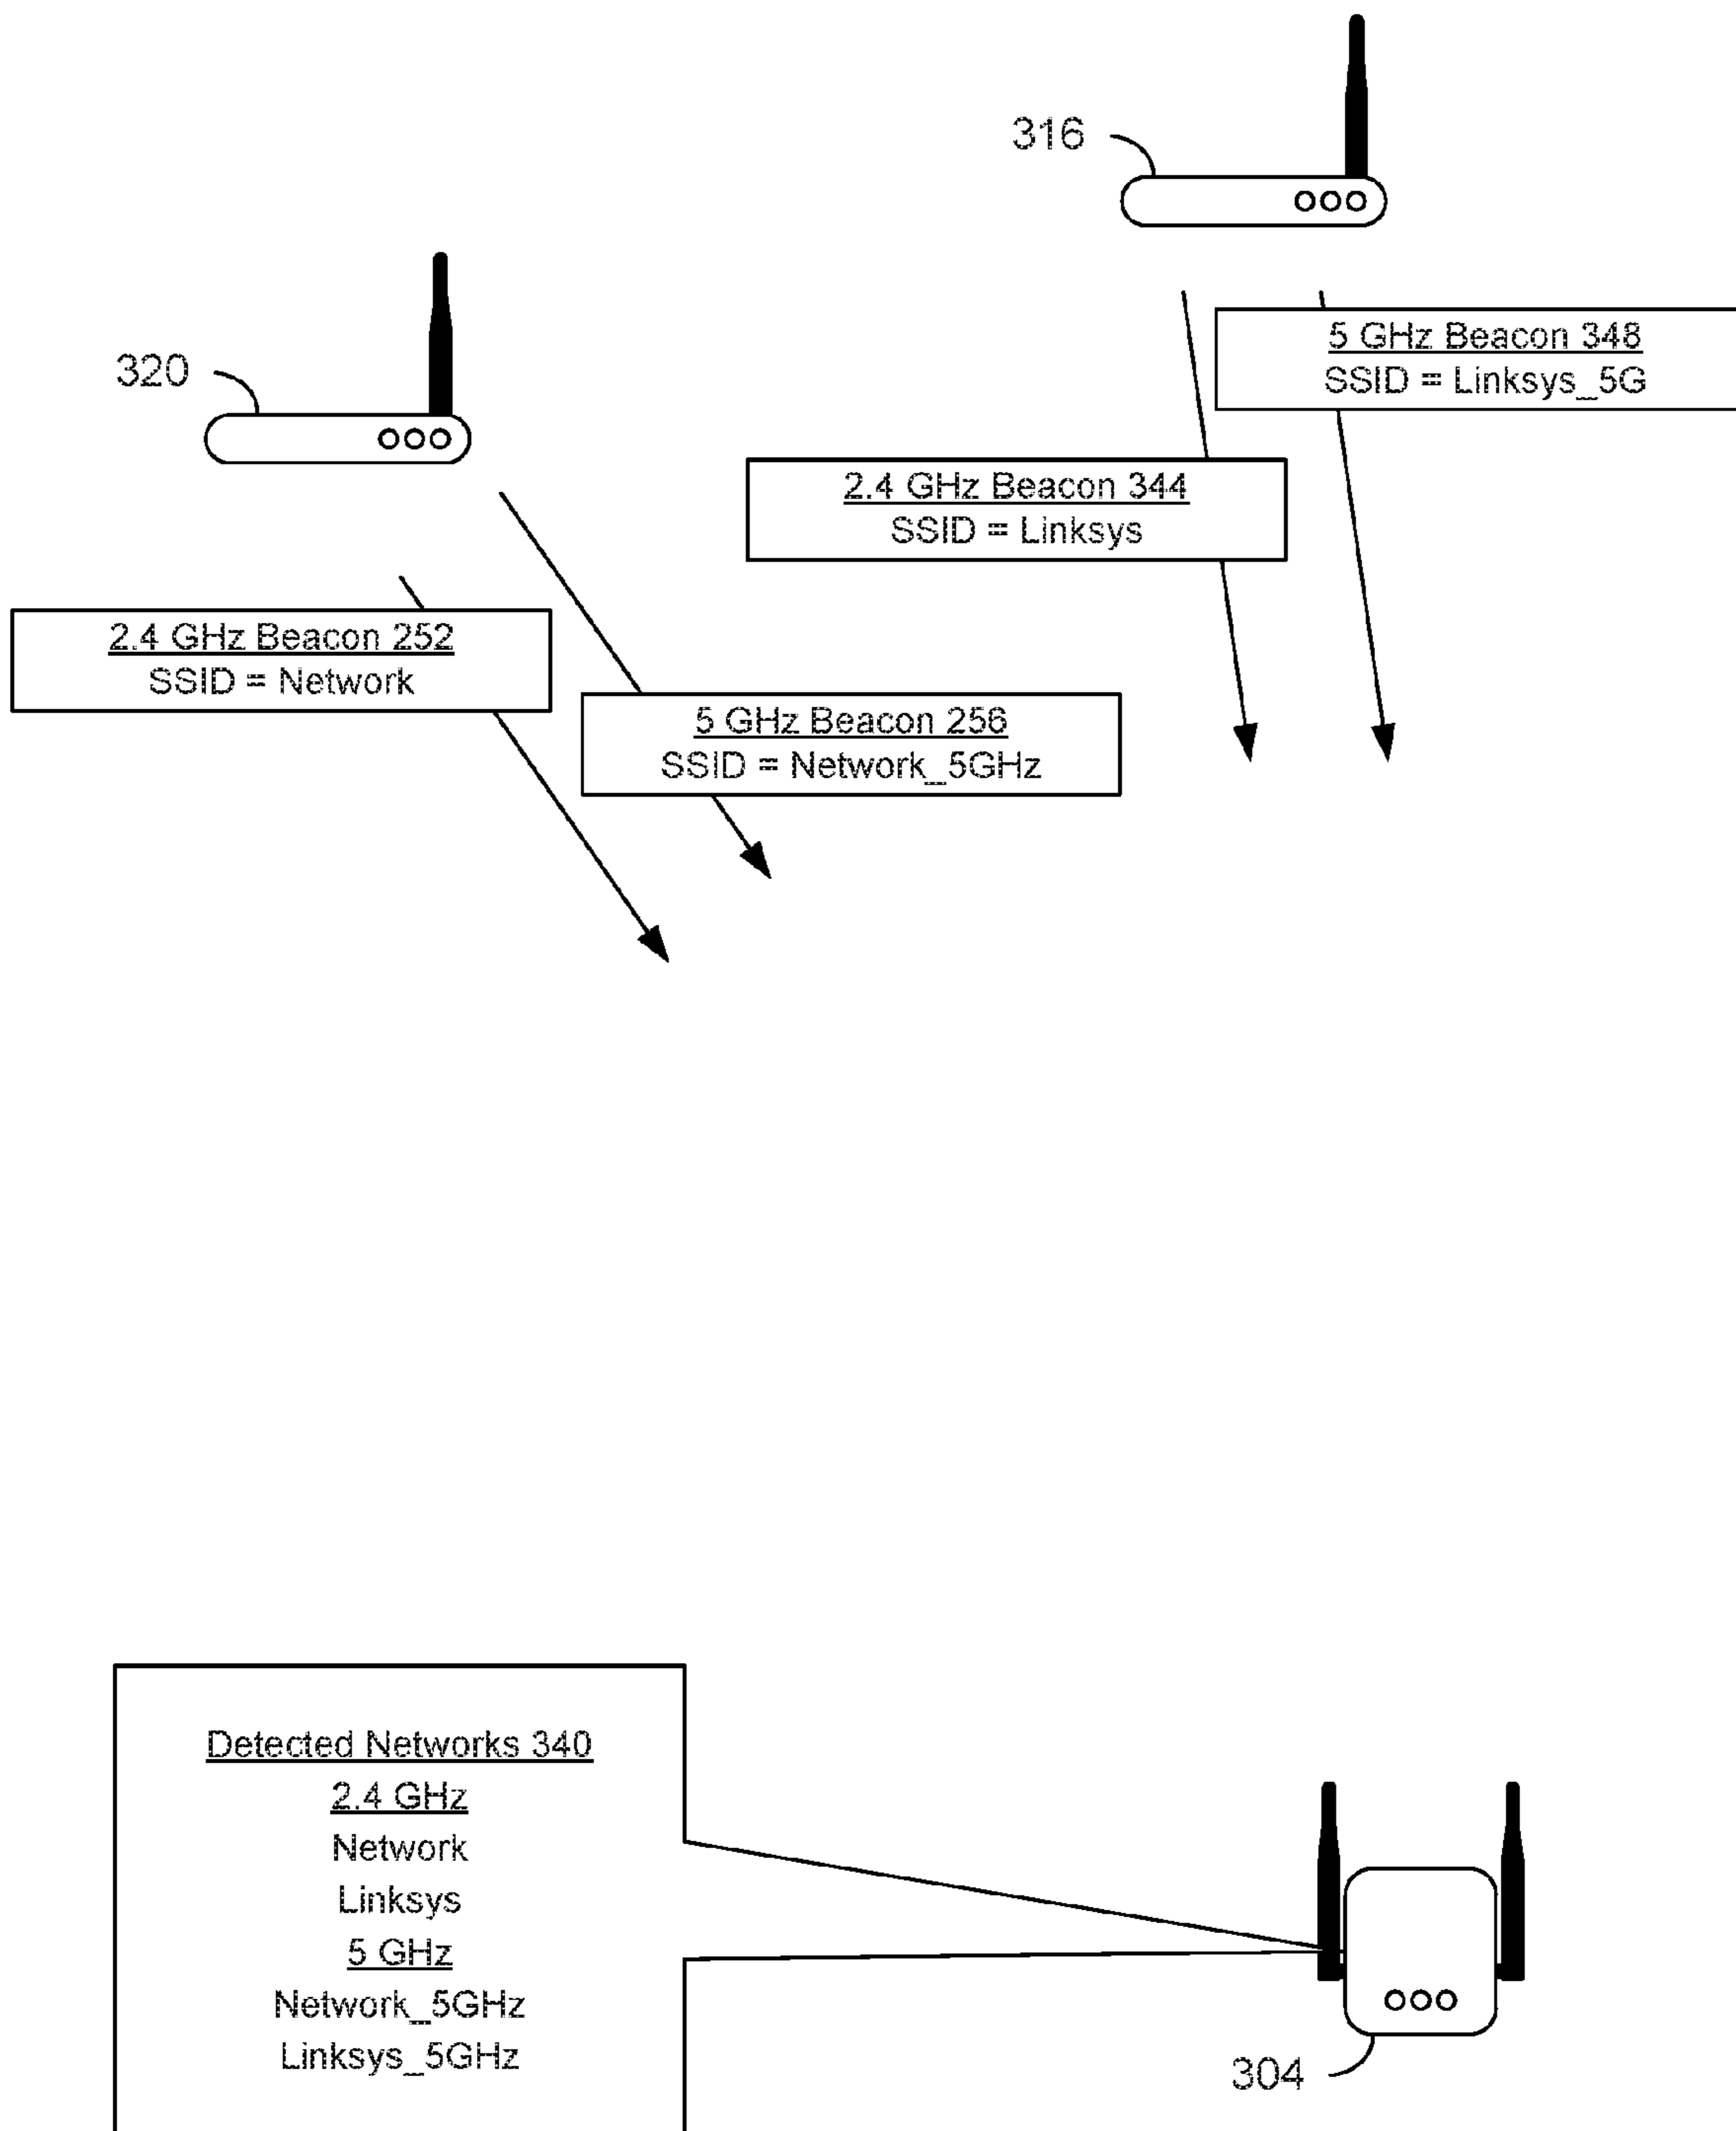 316
5 GHz Beacon 348
SSID = Linksys_5G
320
2.4 GHz Beacon 344
SSID = Linksys
2.4 GHz Beacon 252
SSID = Network
5 GHz Beacon 256
SSID = Network_5GHz
Detected Networks 340
2.4 GHz
Network
Linksys
5 GHz
Network_5GHz
Linksys_5GHz
304